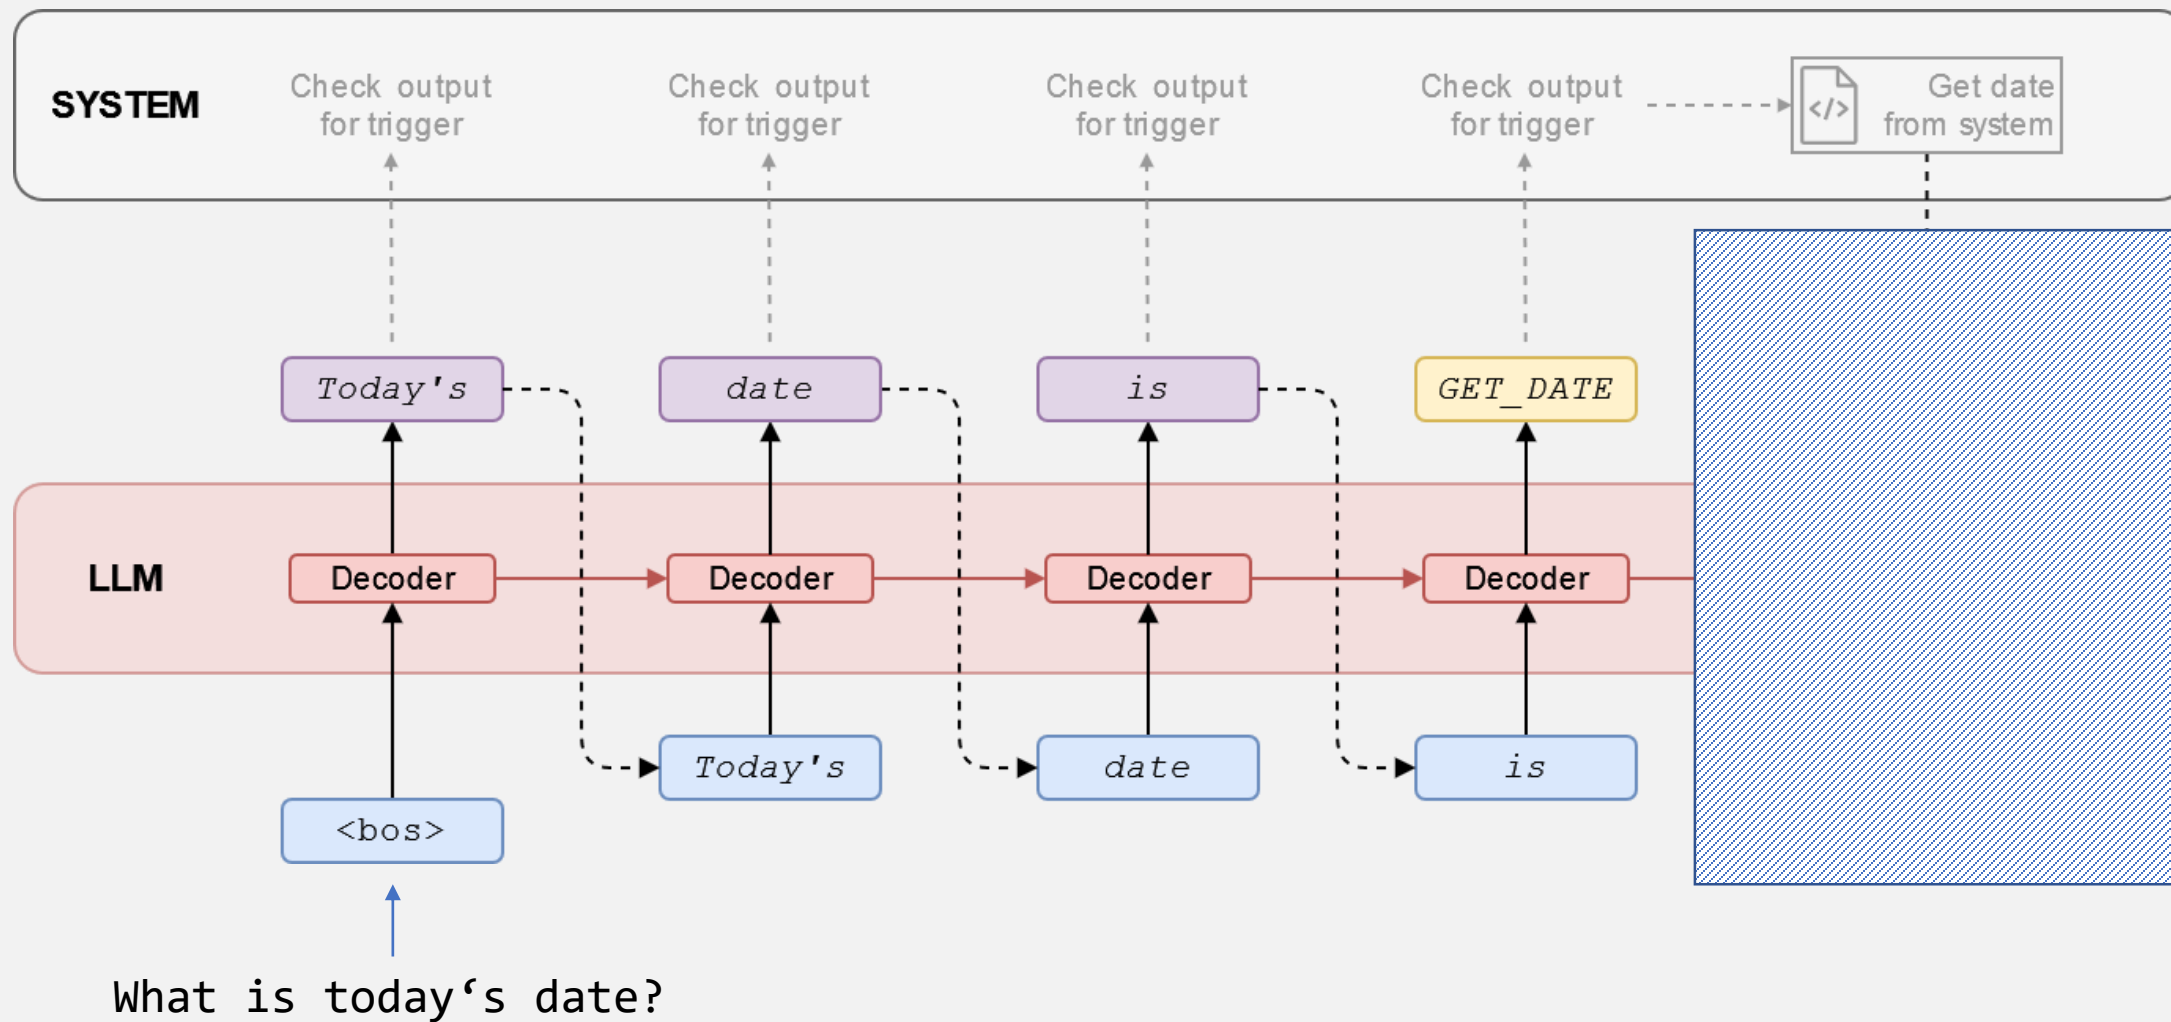 SYSTEM
Check output
for trigger
Check output
for trigger
Check output
for trigger
Check output
for trigger
</>
Get date
from system
Today's
date
is
GET_DATE
LLM
Decoder
Decoder
Decoder
Decoder
Today's
date
is
<bos>
What is today‘s date?